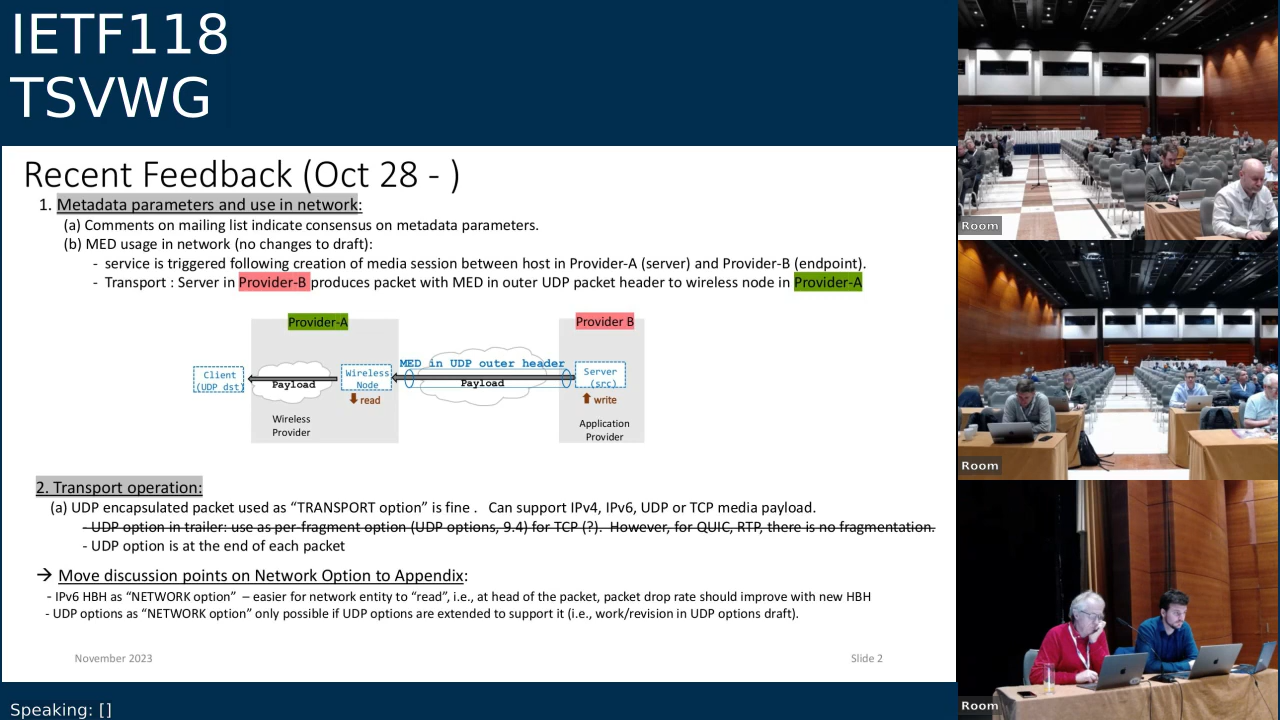 IETF118
TSVWG
Recent Feedback (Oct 28 - )
1. Metadata parameters and use in network:
(a) Comments on mailing list indicate consensus on metadata parameters.
(b) MED usage in network (no changes to draft):
- service is triggered following creation of media session between host in Provider-A (server) and Provider-B (endpoint).
- Transport : Server in Provider-B produces packet with MED in outer UDP packet header to wireless node in Provider-A
Provider-A
Provider B
MED in UDP outer header
Client
(UDP dst)
Payload
Wireless
Node
Payload
Server
(src)
read
write
Wireless
Provider
Application
Provider
2. Transport operation:
(a) UDP encapsulated packet used as “TRANSPORT option” is fine . Can support IPv4, IPv6, UDP or TCP media payload.
- UDP option in trailer: use as per-fragment option (UDP options, 9.4) for TCP (?). However, for QUIC, RTP, there is no fragmentation.
- UDP option is at the end of each packet
→ Move discussion points on Network Option to Appendix:
- IPv6 HBH as “NETWORK option” – easier for network entity to “read”, i.e., at head of the packet, packet drop rate should improve with new HBH
- UDP options as “NETWORK option” only possible if UDP options are extended to support it (i.e., work/revision in UDP options draft).
November 2023
Slide 2
Speaking: []
Room
Room
Room